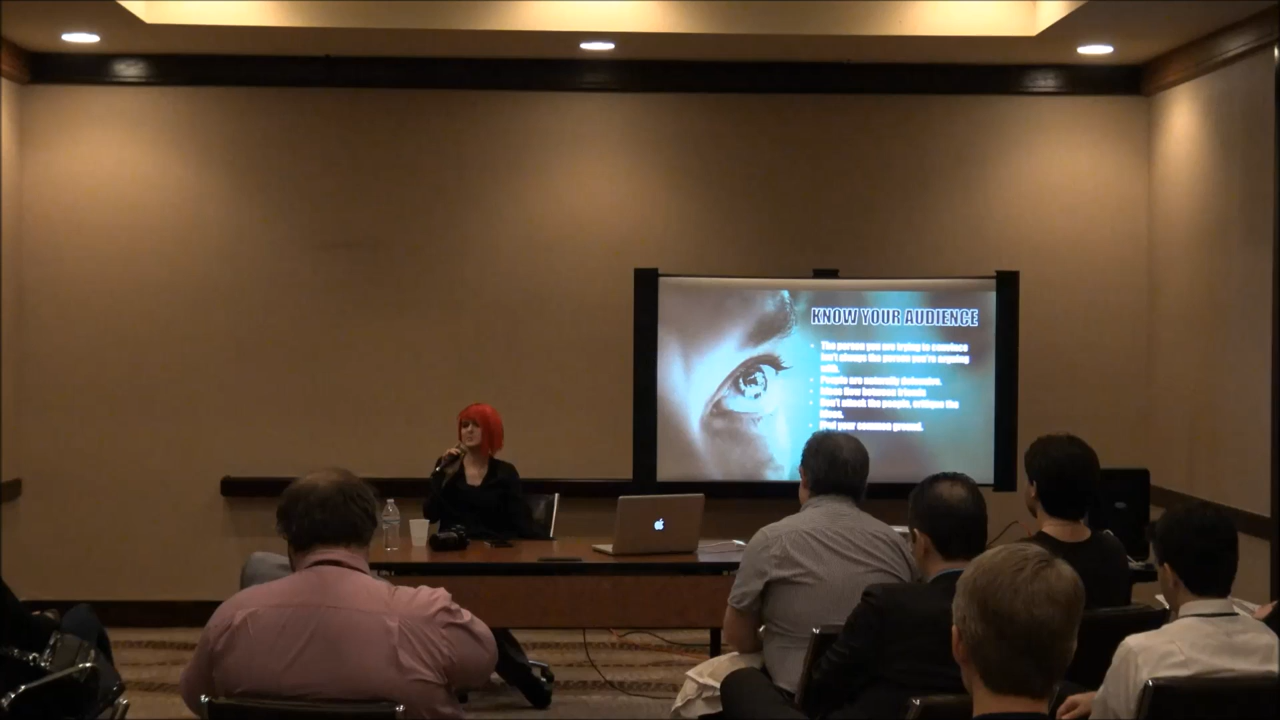 KNOW YOUR AUDIENCE
The person you are trying to convince
isn't always the person you're arguing
with.
People are naturally defensive.
Ideas flow between friends
Don't attack the people, critique the
ideas.
Find your common ground.